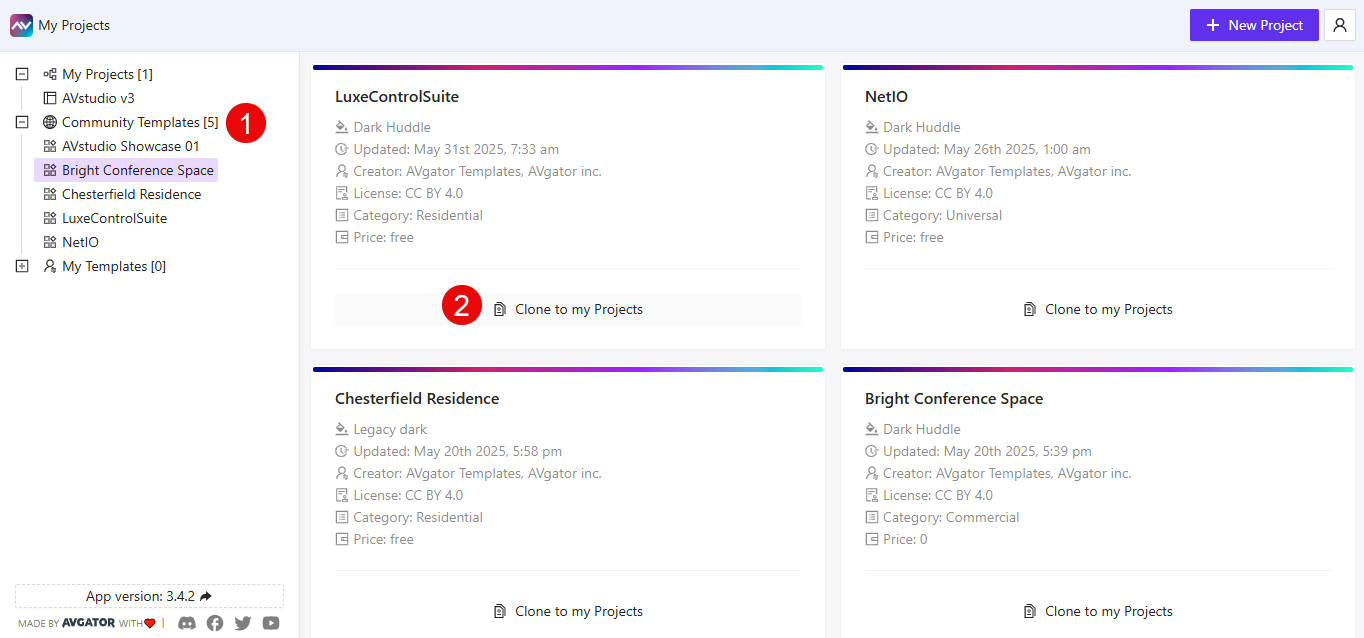 My Projects
New Project
My Projects [1]
AVstudio v3
Community Templates [5]
1
AVstudio Showcase 01
Bright Conference Space
Chesterfield Residence
LuxeControlSuite
NetIO
My Templates [0]
App version: 3.4.2
MADE BY AVGATOR WITH |
LuxeControlSuite
Dark Huddle
Updated: May 31st 2025, 7:33 am
Creator: AVgator Templates, AVgator inc.
License: CC BY 4.0
Category: Residential
Price: free
2
Clone to my Projects
NetIO
Dark Huddle
Updated: May 26th 2025, 1:00 am
Creator: AVgator Templates, AVgator inc.
License: CC BY 4.0
Category: Universal
Price: free
Clone to my Projects
Chesterfield Residence
Legacy dark
Updated: May 20th 2025, 5:58 pm
Creator: AVgator Templates, AVgator inc.
License: CC BY 4.0
Category: Residential
Price: free
Clone to my Projects
Bright Conference Space
Dark Huddle
Updated: May 20th 2025, 5:39 pm
Creator: AVgator Templates, AVgator inc.
License: CC BY 4.0
Category: Commercial
Price: 0
Clone to my Projects